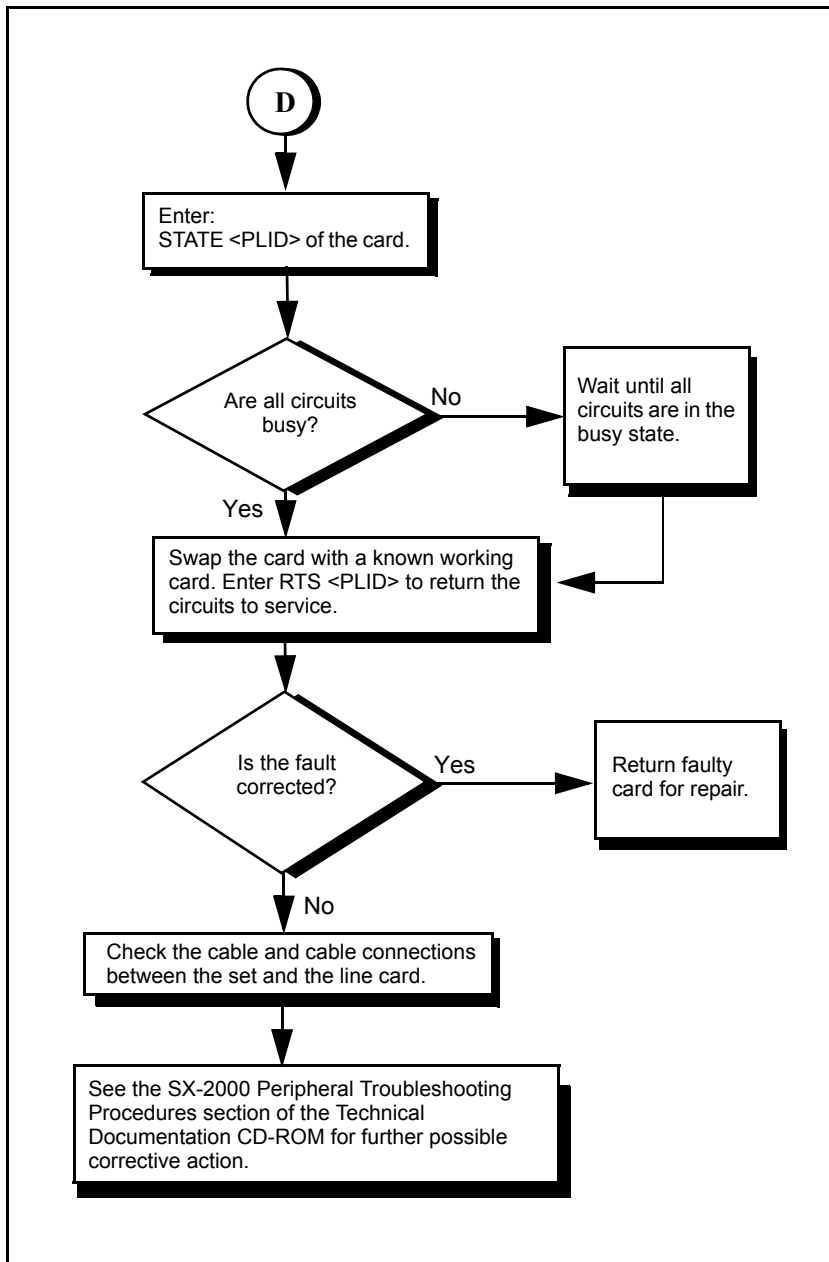 D
Enter:
STATE <PLID> of the card.
Are all circuits
busy?
No
Wait until all
circuits are in the
busy state.
Yes
Swap the card with a known working
card. Enter RTS <PLID> to return the
circuits to service.
Is the fault
corrected?
Yes
Return faulty
card for repair.
No
Check the cable and cable connections
between the set and the line card.
See the SX-2000 Peripheral Troubleshooting
Procedures section of the Technical
Documentation CD-ROM for further possible
corrective action.